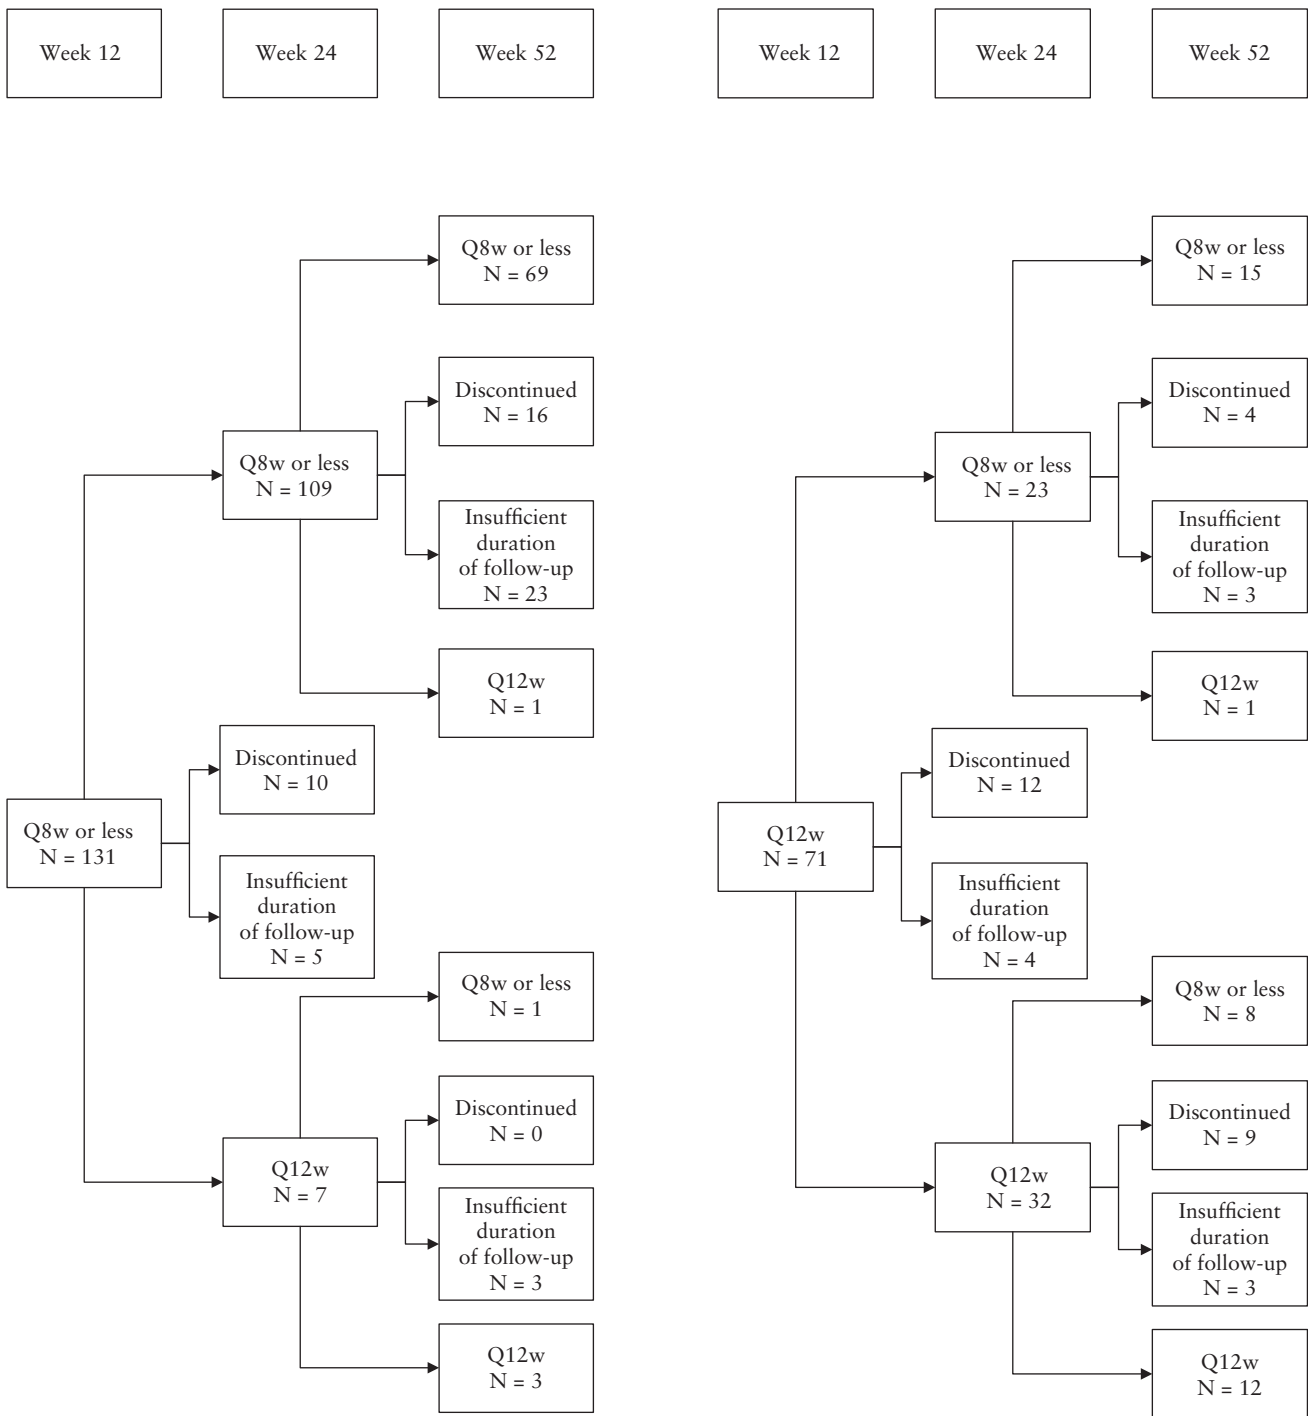 Week 12
Week 24
Week 52
Q8w or less
N = 69
Discontinued
N = 16
Q8w or less
N = 109
Insufficient
duration
of follow-up
N = 23
Q12w
N = 1
Discontinued
N = 10
Q8w or less
N = 131
Insufficient
duration
of follow-up
N = 5
Q8w or less
N = 1
Discontinued
N = 0
Q12w
N = 7
Insufficient
duration
of follow-up
N = 3
Q12w
N = 3
Week 12
Week 24
Week 52
Q8w or less
N = 15
Discontinued
N = 4
Q8w or less
N = 23
Insufficient
duration
of follow-up
N = 3
Q12w
N = 1
Discontinued
N = 12
Q12w
N = 71
Insufficient
duration
of follow-up
N = 4
Q8w or less
N = 8
Discontinued
N = 9
Q12w
N = 32
Insufficient
duration
of follow-up
N = 3
Q12w
N = 12